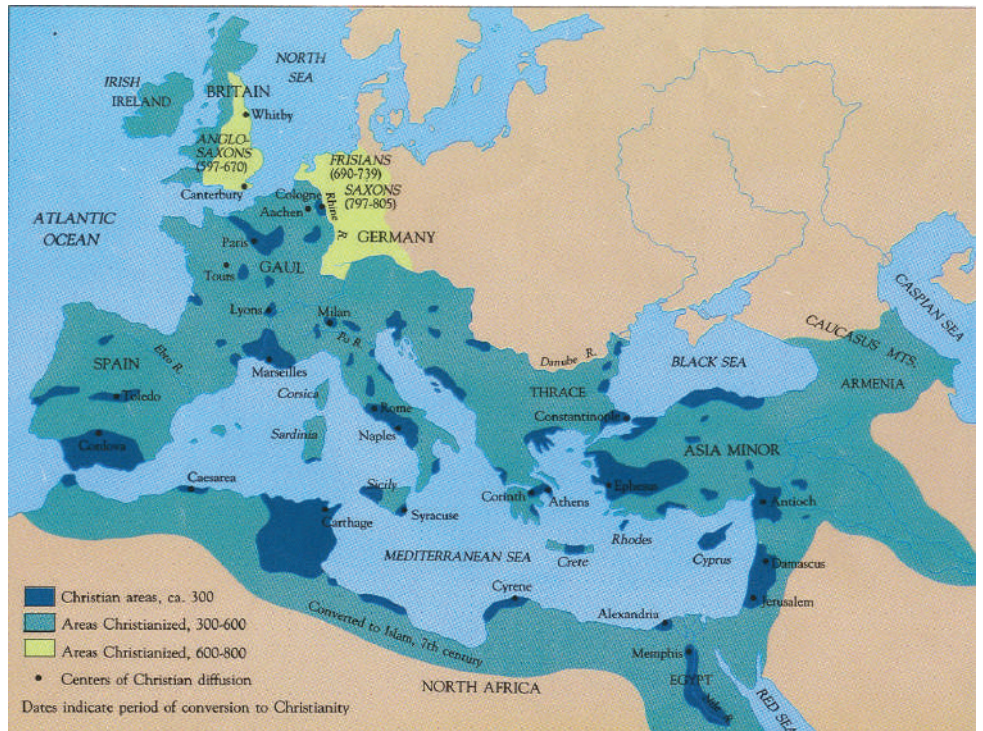 NORTH
SEA
IRISH
IRELAND
BRITAIN
Whitby
ANGLO-
SAXONS
(597-670)
FRISIANS
(690-739)
SAXONS
(797-805)
Canterbury
Cologne
Aachen
Rhine
R.
GERMANY
ATLANTIC
OCEAN
Paris
Tours
GAUL
CASPIAN SEA
Lyons
Milan
Po R.
CAUCASUS MTS.
SPAIN
Ebro R.
Marseilles
Danube R.
BLACK SEA
ARMENIA
Toledo
Corsica
THRACE
Rome
Constantinople
Cordova
Sardinia
Naples
ASIA MINOR
Caesarea
Sicily
Corinth
Athens
Ephesus
Antioch
Carthage
Syracuse
Rhodes
MEDITERRANEAN SEA
Crete
Cyprus
Damascus
Cyrene
Jerusalem
Alexandria
Converted to Islam, 7th century
Memphis
EGYPT
Nile R.
NORTH AFRICA
RED SEA
Christian areas, ca. 300
Areas Christianized, 300-600
Areas Christianized, 600-800
Centers of Christian diffusion
Dates indicate period of conversion to Christianity